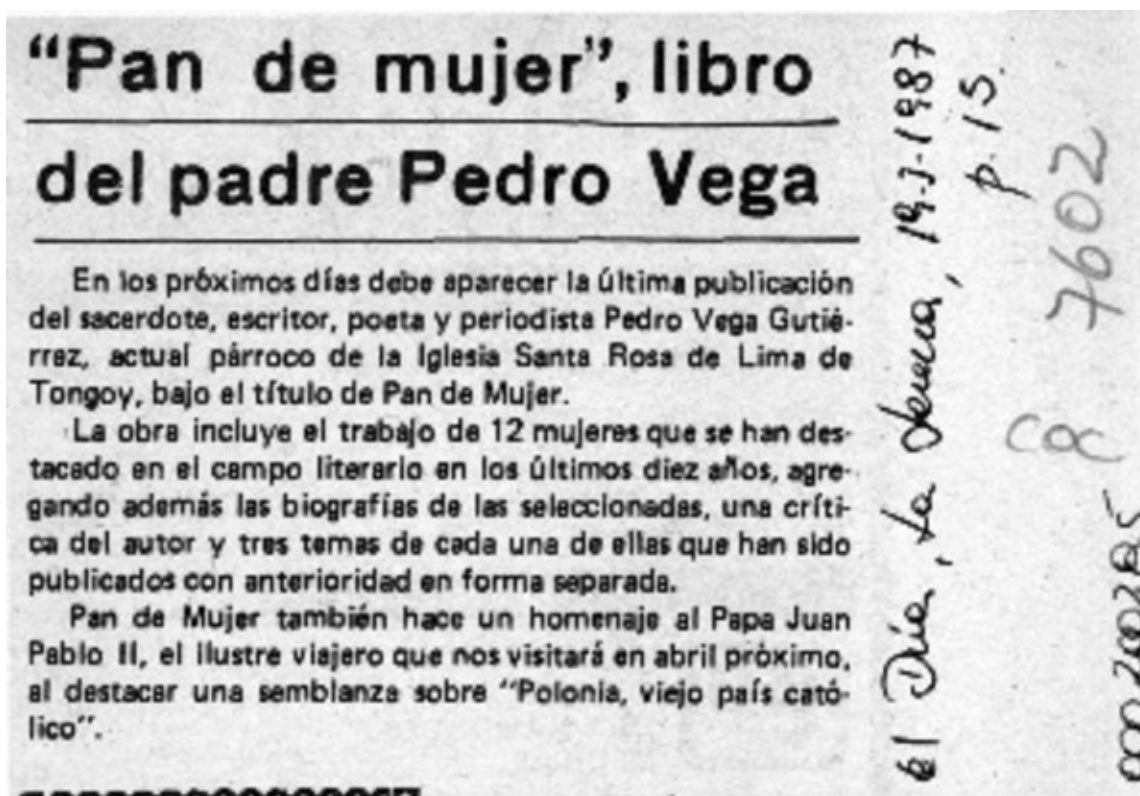 “Pan de mujer”, libro
del padre Pedro Vega
En los próximos días debe aparecer la última publicación
del sacerdote, escritor, poeta y periodista Pedro Vega Gutié-
rrez, actual párroco de la Iglesia Santa Rosa de Lima de
Tongoy, bajo el título de Pan de Mujer.
La obra incluye el trabajo de 12 mujeres que se han des-
tacado en el campo literario en los últimos diez años, agre-
gando además las biografías de las seleccionadas, una críti-
ca del autor y tres temas de cada una de ellas que han sido
publicados con anterioridad en forma separada.
Pan de Mujer también hace un homenaje al Papa Juan
Pablo II, el ilustre viajero que nos visitará en abril próximo,
al destacar una semblanza sobre “Polonia, viejo país cató-
lico”.
El Día, La Serena, 19-I-1987
p. 15.
7602